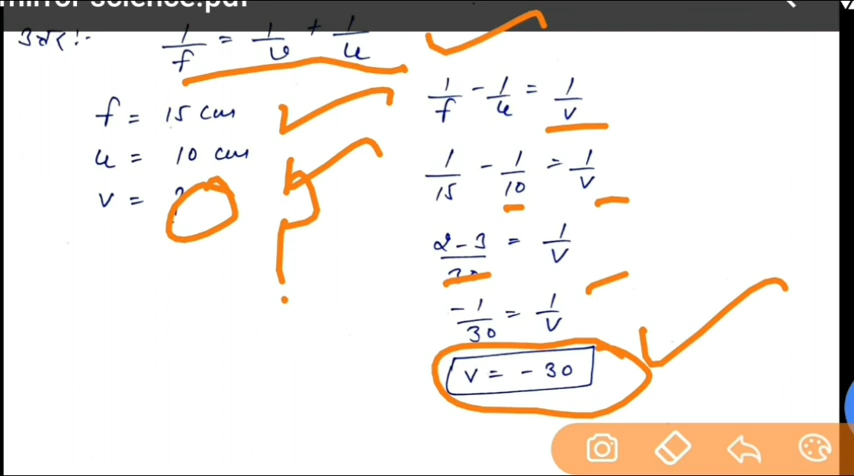 mirror science.pdf
उत्तर:- 1/f = 1/v + 1/u
f = 15 cm
u = 10 cm
v = ?
1/f - 1/u = 1/v
1/15 - 1/10 = 1/v
2-3/30 = 1/v
-1/30 = 1/v
v = - 30